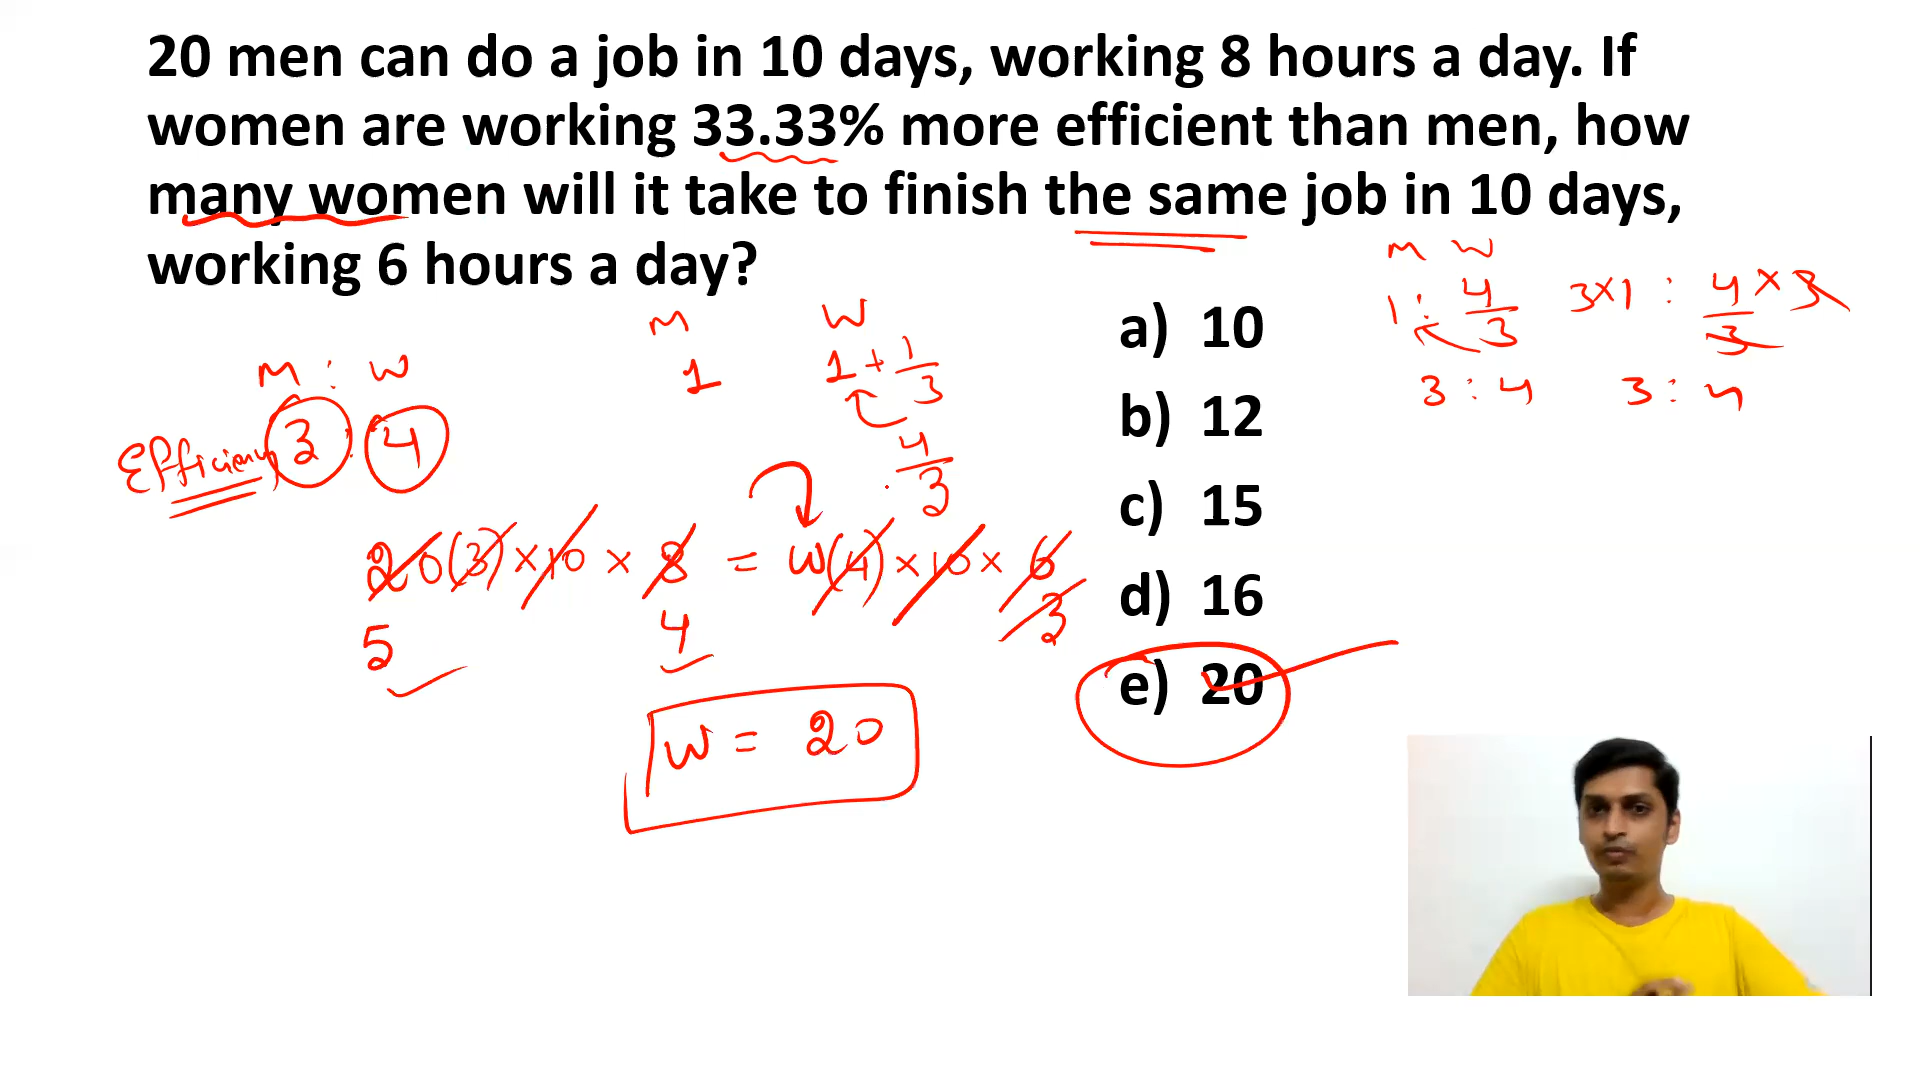 20 men can do a job in 10 days, working 8 hours a day. If
women are working 33.33% more efficient than men, how
many women will it take to finish the same job in 10 days,
working 6 hours a day?
M W
1 : 4/3 3×1 : 4/3 × 3
3 : 4 3 : 4
M W
1 1 + 1/3
4/3
M : W
Efficiency 3 : 4
20(3) × 10 × 8 = W(4) × 10 × 6
5 4 3
W = 20
a) 10
b) 12
c) 15
d) 16
e) 20